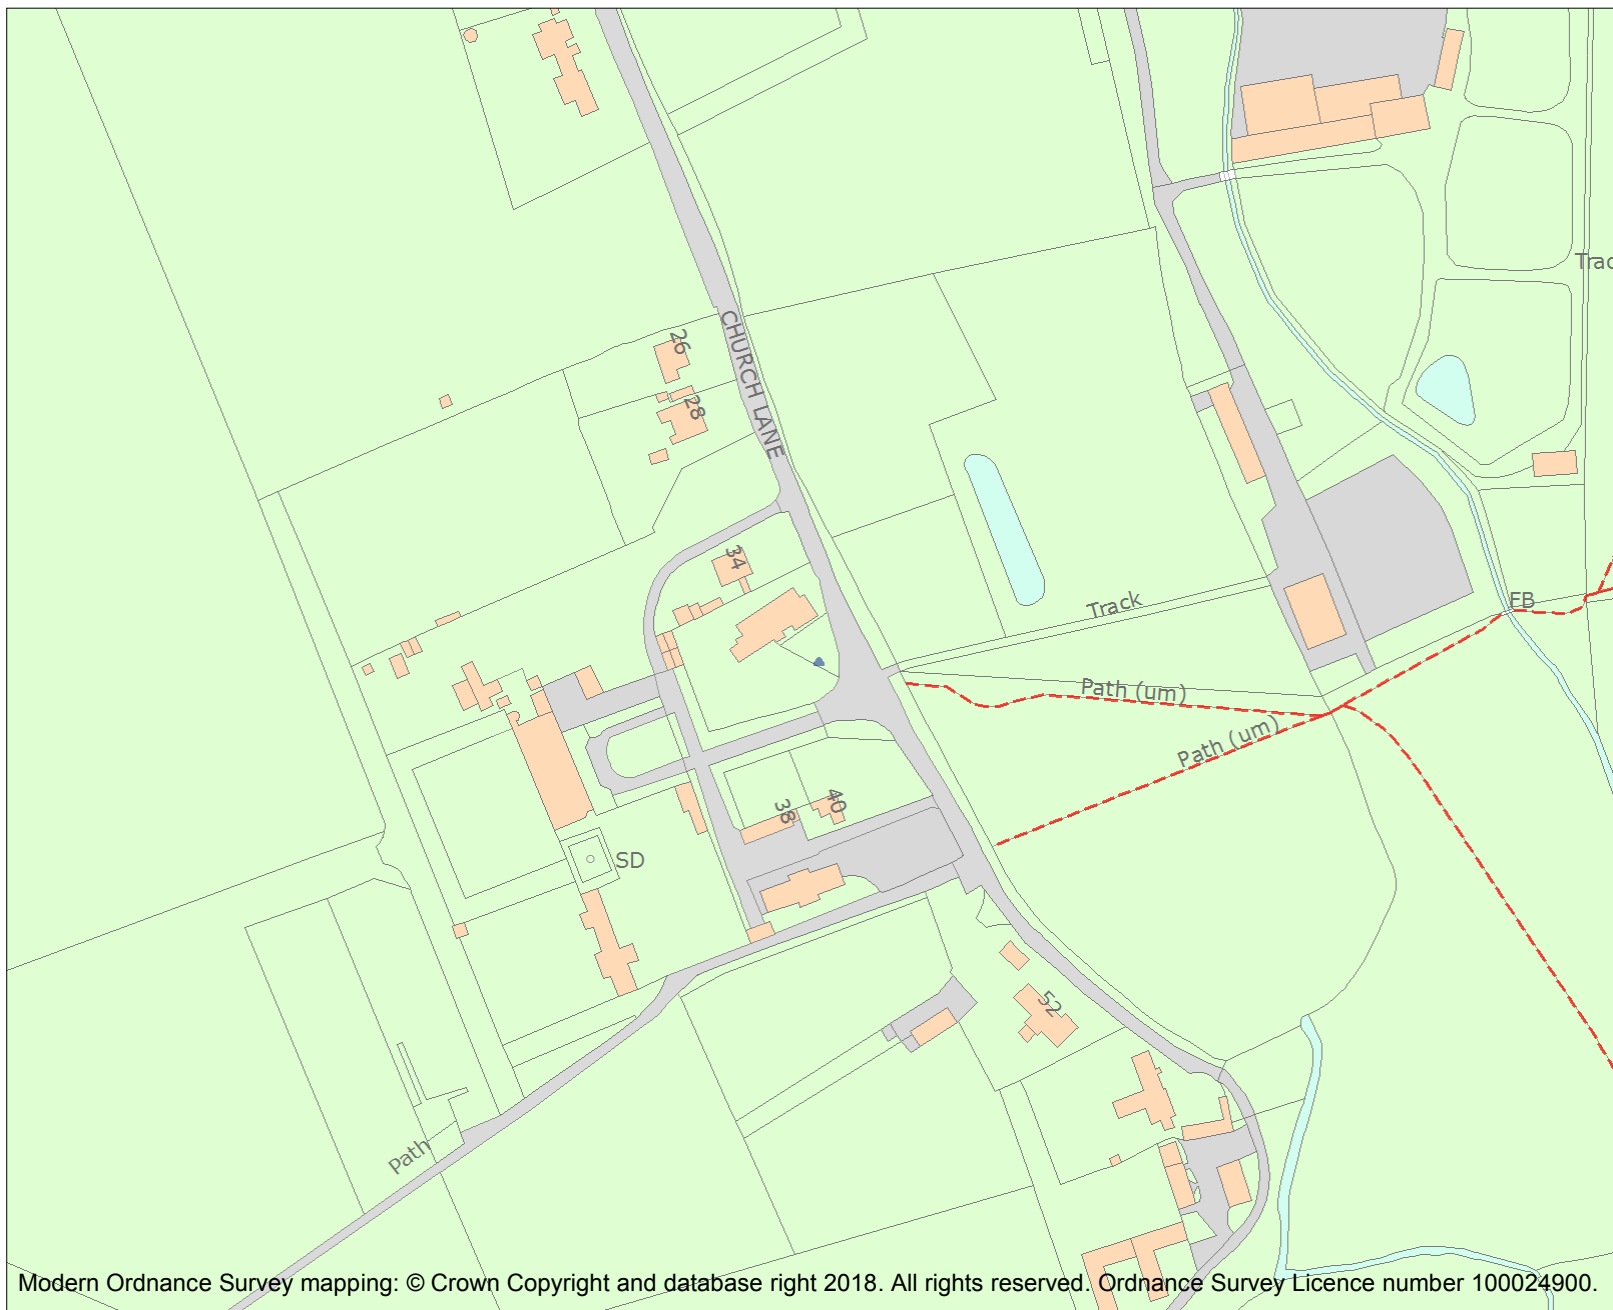 Trac
26
CHURCH LANE
28
34
Track
FB
Path (um)
Path (um)
38
40
SD
52
Path
Modern Ordnance Survey mapping: © Crown Copyright and database right 2018. All rights reserved. Ordnance Survey Licence number 100024900.